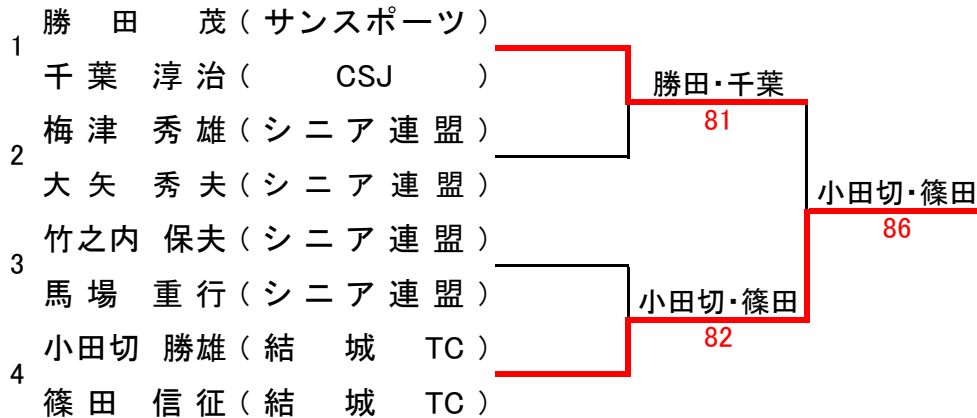 1
勝 田 茂 ( サンスポーツ )
千 葉 淳 治 ( CSJ )
2
梅 津 秀 雄 ( シ ニ ア 連 盟 )
大 矢 秀 夫 ( シ ニ ア 連 盟 )
3
竹之内 保夫 ( シ ニ ア 連 盟 )
馬 場 重 行 ( シ ニ ア 連 盟 )
4
小田切 勝雄 ( 結 城 TC )
篠 田 信 征 ( 結 城 TC )
勝田・千葉
81
小田切・篠田
82
小田切・篠田
86